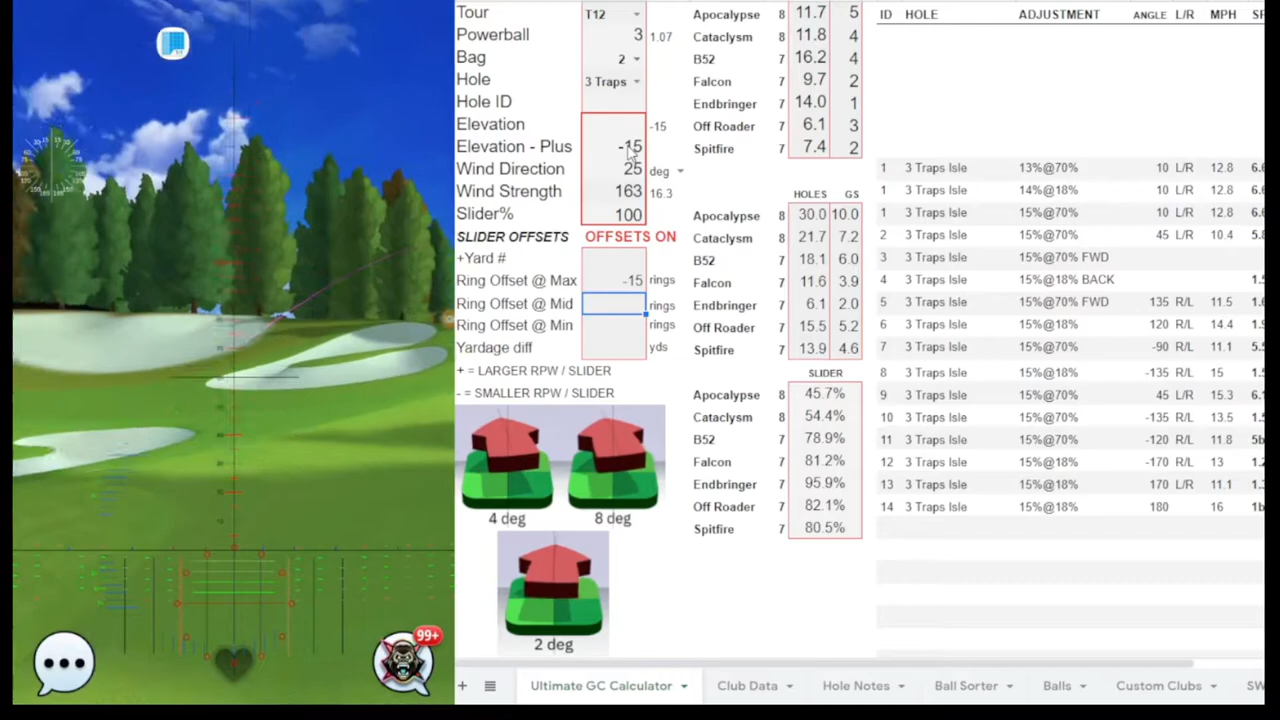 Tour T12
Powerball 3 1.07
Bag 2
Hole 3 Traps
Hole ID
Elevation -15
Elevation - Plus -15
Wind Direction 25 deg
Wind Strength 163 16.3
Slider% 100
SLIDER OFFSETS OFFSETS ON
+Yard #
Ring Offset @ Max -15 rings
Ring Offset @ Mid rings
Ring Offset @ Min rings
Yardage diff yds
+ = LARGER RPW / SLIDER
- = SMALLER RPW / SLIDER
4 deg 8 deg
2 deg
Apocalypse 8 11.7 5
Cataclysm 8 11.8 4
B52 7 16.2 4
Falcon 7 9.7 2
Endbringer 7 14.0 1
Off Roader 7 6.1 3
Spitfire 7 7.4 2
HOLES GS
Apocalypse 8 30.0 10.0
Cataclysm 8 21.7 7.2
B52 7 18.1 6.0
Falcon 7 11.6 3.9
Endbringer 7 6.1 2.0
Off Roader 7 15.5 5.2
Spitfire 7 13.9 4.6
SLIDER
Apocalypse 8 45.7%
Cataclysm 8 54.4%
B52 7 78.9%
Falcon 7 81.2%
Endbringer 7 95.9%
Off Roader 7 82.1%
Spitfire 7 80.5%
ID HOLE ADJUSTMENT ANGLE L/R MPH
1 3 Traps Isle 13%@70% 10 L/R 12.8
1 3 Traps Isle 14%@18% 10 L/R 12.8
1 3 Traps Isle 15%@70% 10 L/R 12.8
2 3 Traps Isle 15%@70% 45 L/R 10.4
3 3 Traps Isle 15%@70% FWD
4 3 Traps Isle 15%@18% BACK
5 3 Traps Isle 15%@70% FWD 135 R/L 11.5
6 3 Traps Isle 15%@18% 120 R/L 14.4
7 3 Traps Isle 15%@70% -90 R/L 11.1
8 3 Traps Isle 15%@18% -135 R/L 15
9 3 Traps Isle 15%@70% 45 L/R 15.3
10 3 Traps Isle 15%@18% -135 R/L 13.5
11 3 Traps Isle 15%@70% -120 R/L 11.8 5b
12 3 Traps Isle 15%@70% -170 R/L 13
13 3 Traps Isle 15%@18% 170 L/R 11.1
14 3 Traps Isle 15%@18% 180 16 1b
99+
+ Ultimate GC Calculator Club Data Hole Notes Ball Sorter Balls Custom Clubs